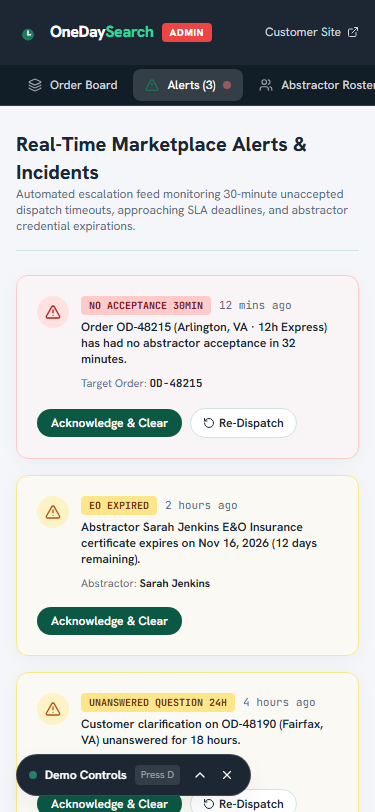 OneDaySearch ADMIN Customer Site
Order Board Alerts (3) Abstractor Roster
Real-Time Marketplace Alerts &
Incidents
Automated escalation feed monitoring 30-minute unaccepted
dispatch timeouts, approaching SLA deadlines, and abstractor
credential expirations.
NO ACCEPTANCE 30MIN 12 mins ago
Order OD-48215 (Arlington, VA · 12h Express)
has had no abstractor acceptance in 32
minutes.
Target Order: OD-48215
Acknowledge & Clear Re-Dispatch
EO EXPIRED 2 hours ago
Abstractor Sarah Jenkins E&O Insurance
certificate expires on Nov 16, 2026 (12 days
remaining).
Abstractor: Sarah Jenkins
Acknowledge & Clear
UNANSWERED QUESTION 24H 4 hours ago
Customer clarification on OD-48190 (Fairfax,
VA) unanswered for 18 hours.
Demo Controls Press D
Acknowledge & Clear Re-Dispatch